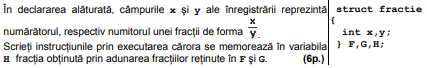 În declararea alăturată, câmpurile x şi y ale înregistrării reprezintă
numărătorul, respectiv numitorul unei fracţii de forma x/y.
Scrieţi instrucţiunile prin executarea cărora se memorează în variabila
H fracţia obţinută prin adunarea fracţiilor reţinute în F şi G. (6p.)
struct fractie
{
int x,y;
} F,G,H;